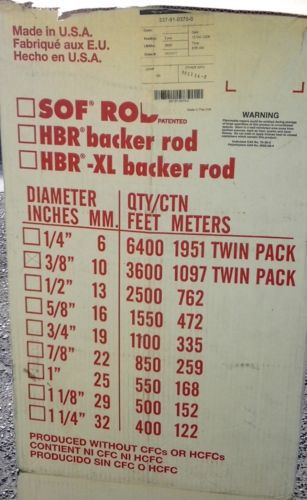 Made in U.S.A.
Fabriqué aux E.U.
Hecho en U.S.A.
SOF® ROD
PATENTED
HBR® backer rod
HBR®-XL backer rod
WARNING
DIAMETER QTY/CTN
INCHES MM. FEET METERS
1/4" 6 6400 1951 TWIN PACK
3/8" 10 3600 1097 TWIN PACK
1/2" 13 2500 762
5/8" 16 1550 472
3/4" 19 1100 335
7/8" 22 850 259
1" 25 550 168
1 1/8" 29 500 152
1 1/4" 32 400 122
PRODUCED WITHOUT CFCs OR HCFCs
CONTIENT NI CFC NI HCFC
PRODUCIDO SIN CFC O HCFC